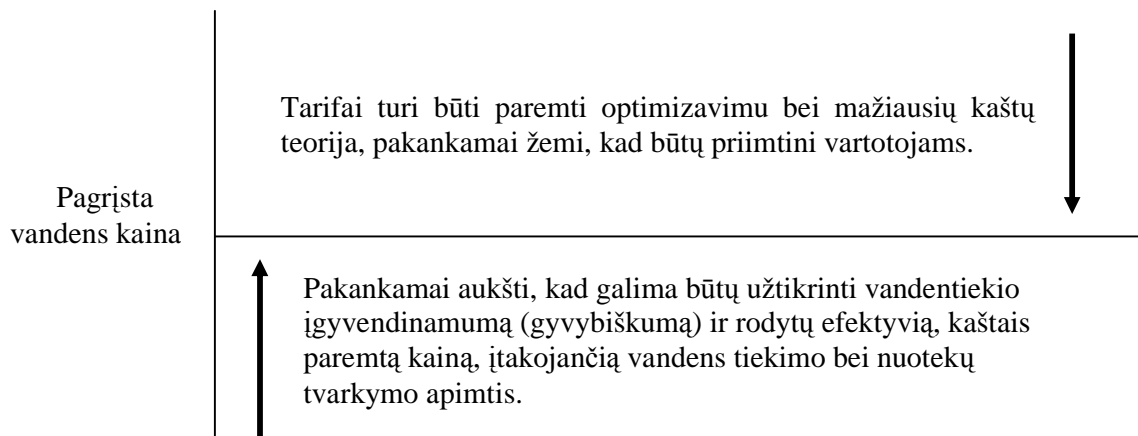 Tarifai turi būti paremti optimizavimu bei mažiausių kaštų
teorija, pakankamai žemi, kad būtų priimtini vartotojams.
Pagrįsta
vandens kaina
Pakankamai aukšti, kad galima būtų užtikrinti vandentiekio
įgyvendinamumą (gyvybiškumą) ir rodytų efektyvią, kaštais
paremtą kainą, įtakojančią vandens tiekimo bei nuotekų
tvarkymo apimtis.